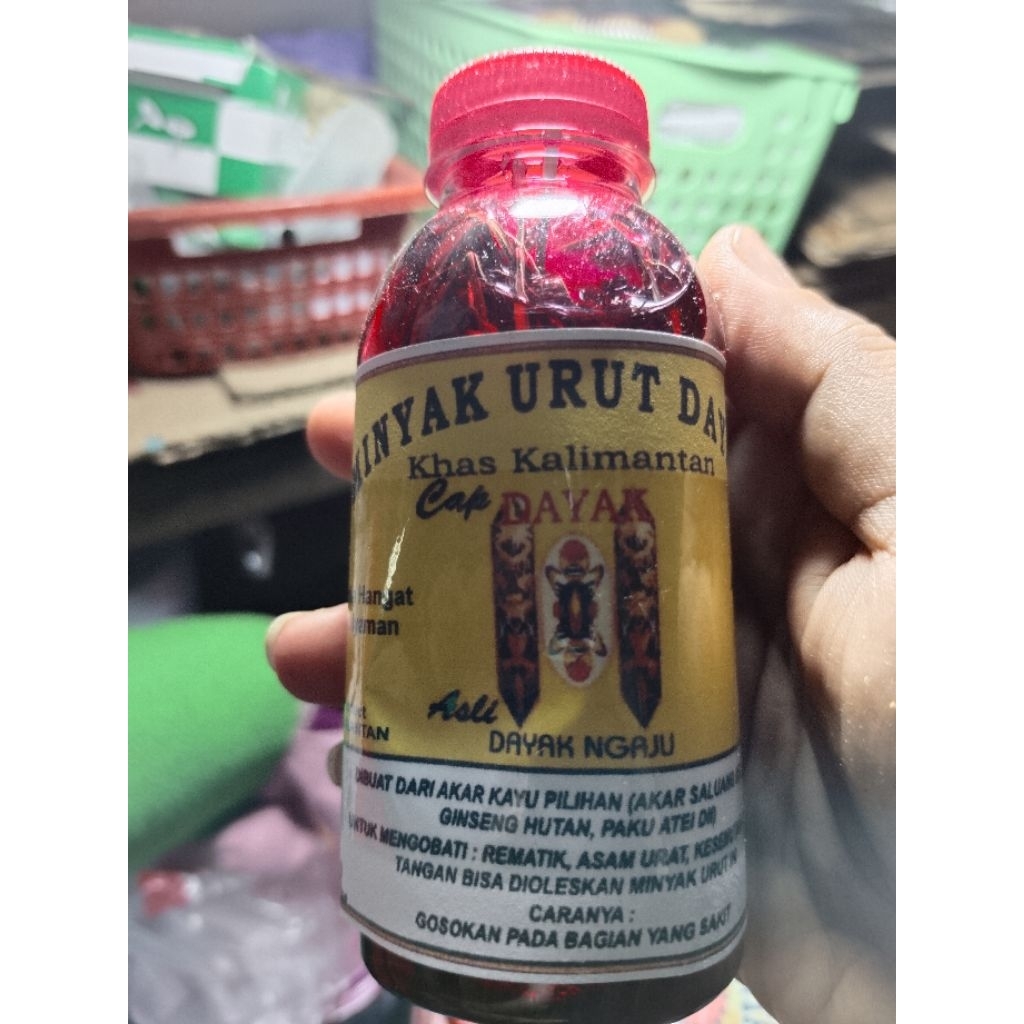 MINYAK URUT DAY
Khas Kalimantan
Cap DAYAK
Hangat
Asli
DAYAK NGAJU
DIBUAT DARI AKAR KAYU PILIHAN (AKAR SALUANG
GINSENG HUTAN, PAKU ATEI Dll)
UNTUK MENGOBATI : REMATIK, ASAM URAT,
TANGAN BISA DIOLESKAN MINYAK URUT IN
CARANYA :
GOSOKAN PADA BAGIAN YANG SAKIT